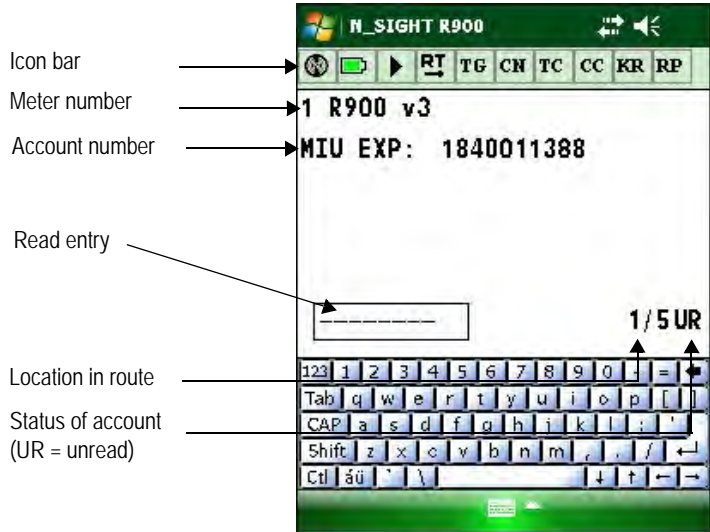 N_SIGHT R900
Icon bar
RT TG CN TC CC KR RP
Meter number
1 R900 v3
Account number
MIU EXP: 1840011388
Read entry
--------
1/5 UR
Location in route
Status of account
(UR = unread)
123 1 2 3 4 5 6 7 8 9 0 - =
Tab q w e r t y u i o p [ ]
CAP a s d f g h j k l ; '
Shift z x c v b n m , . /
Ctl áü ` \